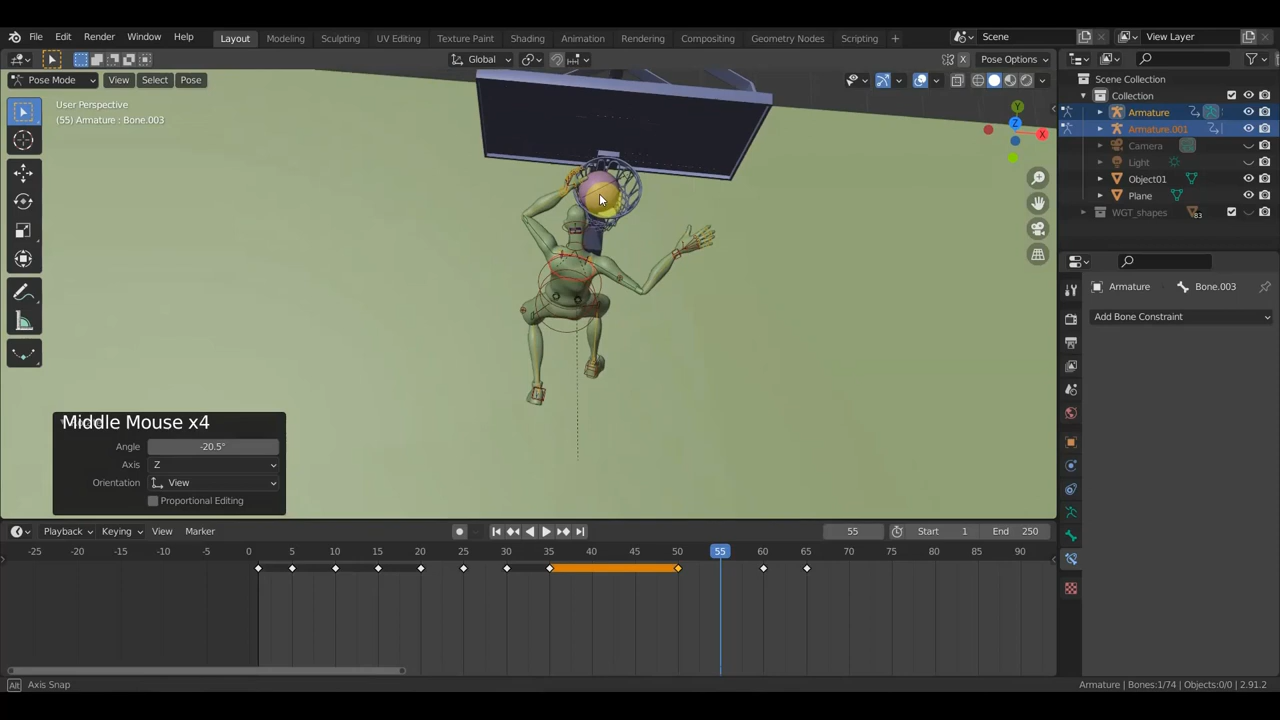 File Edit Render Window Help Layout Modeling Sculpting UV Editing Texture Paint Shading Animation Rendering Compositing Geometry Nodes Scripting + Scene View Layer
Global X Pose Options
Pose Mode View Select Pose
User Perspective
(55) Armature : Bone.003
Y
Z
X
Scene Collection
Collection
Armature
Armature.001
Camera
Light
Object01
Plane
WGT_shapes 83
Armature Bone.003
Add Bone Constraint
Middle Mouse x4
Angle -20.5°
Axis Z
Orientation View
Proportional Editing
Playback Keying View Marker 55 Start 1 End 250
-25 -20 -15 -10 -5 0 5 10 15 20 25 30 35 40 45 50 55 60 65 70 75 80 85 90
Alt Axis Snap Armature | Bones:1/74 | Objects:0/0 | 2.91.2